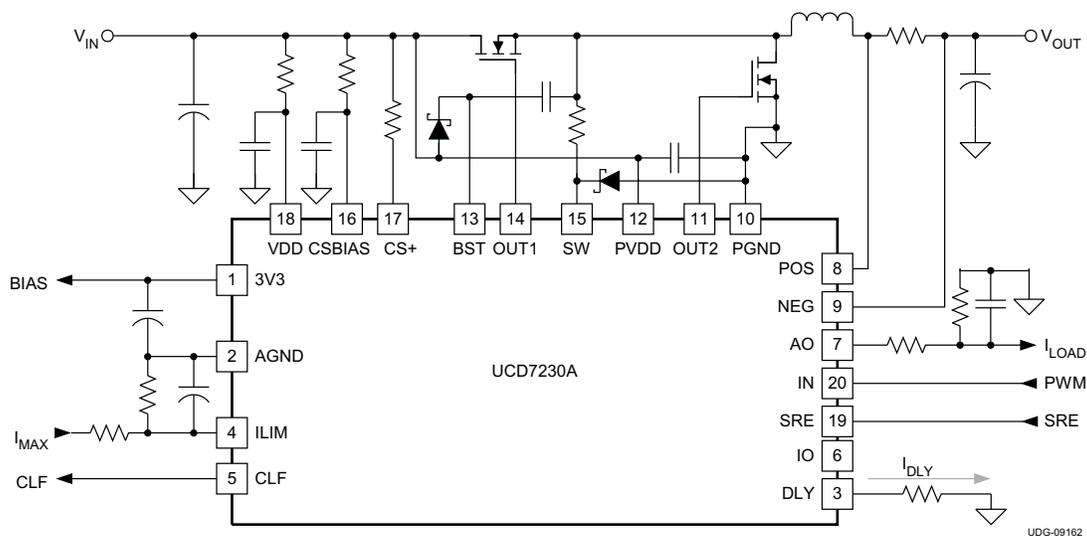 VIN
VOUT
18 16 17 13 14 15 12 11 10
VDD CSBIAS CS+ BST OUT1 SW PVDD OUT2 PGND
BIAS 1 3V3
POS 8
NEG 9
2 AGND
AO 7 ILOAD
UCD7230A
IN 20 PWM
SRE 19 SRE
IMAX 4 ILIM
IO 6
CLF 5 CLF
IDLY
DLY 3
UDG-09162